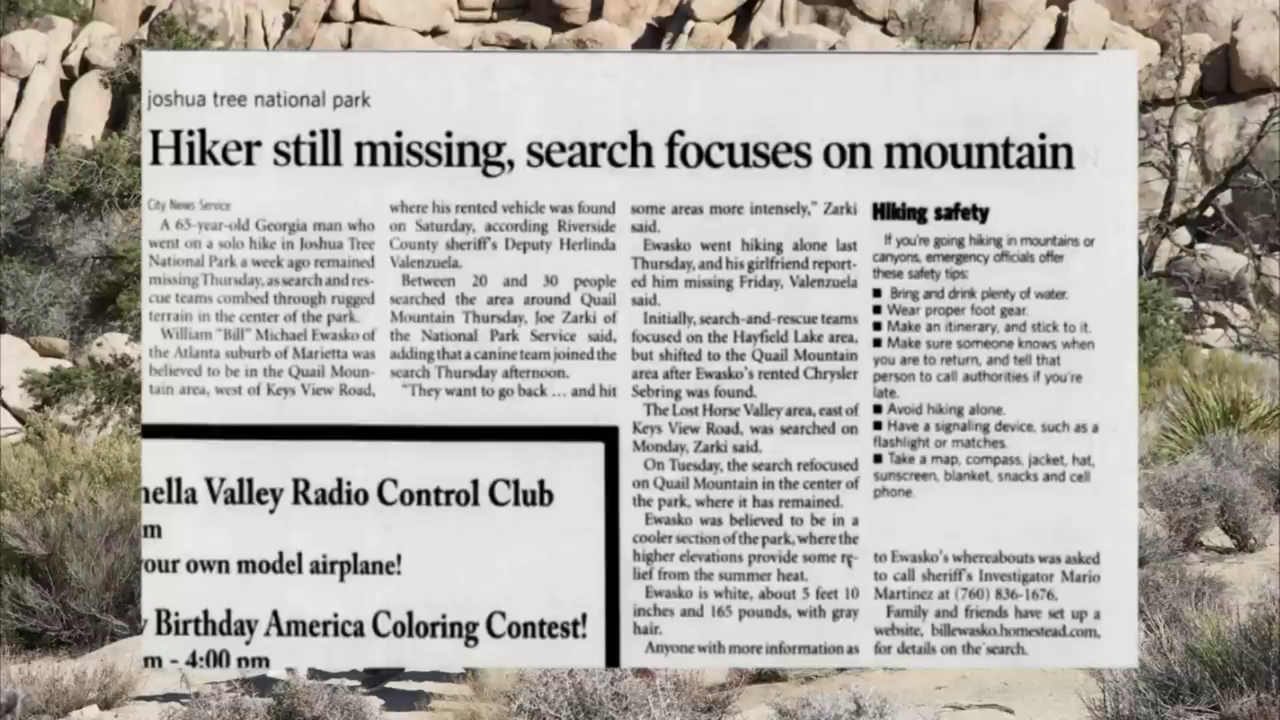 joshua tree national park
Hiker still missing, search focuses on mountain
City News Service
A 65-year-old Georgia man who
went on a solo hike in Joshua Tree
National Park a week ago remained
missing Thursday, as search and res-
cue teams combed through rugged
terrain in the center of the park.
William "Bill" Michael Ewasko of
the Atlanta suburb of Marietta was
believed to be in the Quail Moun-
tain area, west of Keys View Road,
where his rented vehicle was found
on Saturday, according Riverside
County sheriff's Deputy Herlinda
Valenzuela.
Between 20 and 30 people
searched the area around Quail
Mountain Thursday, Joe Zarki of
the National Park Service said,
adding that a canine team joined the
search Thursday afternoon.
"They want to go back ... and hit
some areas more intensely," Zarki
said.
Ewasko went hiking alone last
Thursday, and his girlfriend report-
ed him missing Friday, Valenzuela
said.
Initially, search-and-rescue teams
focused on the Hayfield Lake area,
but shifted to the Quail Mountain
area after Ewasko's rented Chrysler
Sebring was found.
The Lost Horse Valley area, east of
Keys View Road, was searched on
Monday, Zarki said.
On Tuesday, the search refocused
on Quail Mountain in the center of
the park, where it has remained.
Ewasko was believed to be in a
cooler section of the park, where the
higher elevations provide some re-
lief from the summer heat.
Ewasko is white, about 5 feet 10
inches and 165 pounds, with gray
hair.
Anyone with more information as
to Ewasko's whereabouts was asked
to call sheriff's Investigator Mario
Martinez at (760) 836-1676.
Family and friends have set up a
website, billewasko.homestead.com,
for details on the search.
Hiking safety
If you're going hiking in mountains or
canyons, emergency officials offer
these safety tips:
■ Bring and drink plenty of water.
■ Wear proper foot gear.
■ Make an itinerary, and stick to it.
■ Make sure someone knows when
you are to return, and tell that
person to call authorities if you're
late.
■ Avoid hiking alone.
■ Have a signaling device, such as a
flashlight or matches.
■ Take a map, compass, jacket, hat,
sunscreen, blanket, snacks and cell
phone.
nella Valley Radio Control Club
m
our own model airplane!
y Birthday America Coloring Contest!
m - 4:00 pm